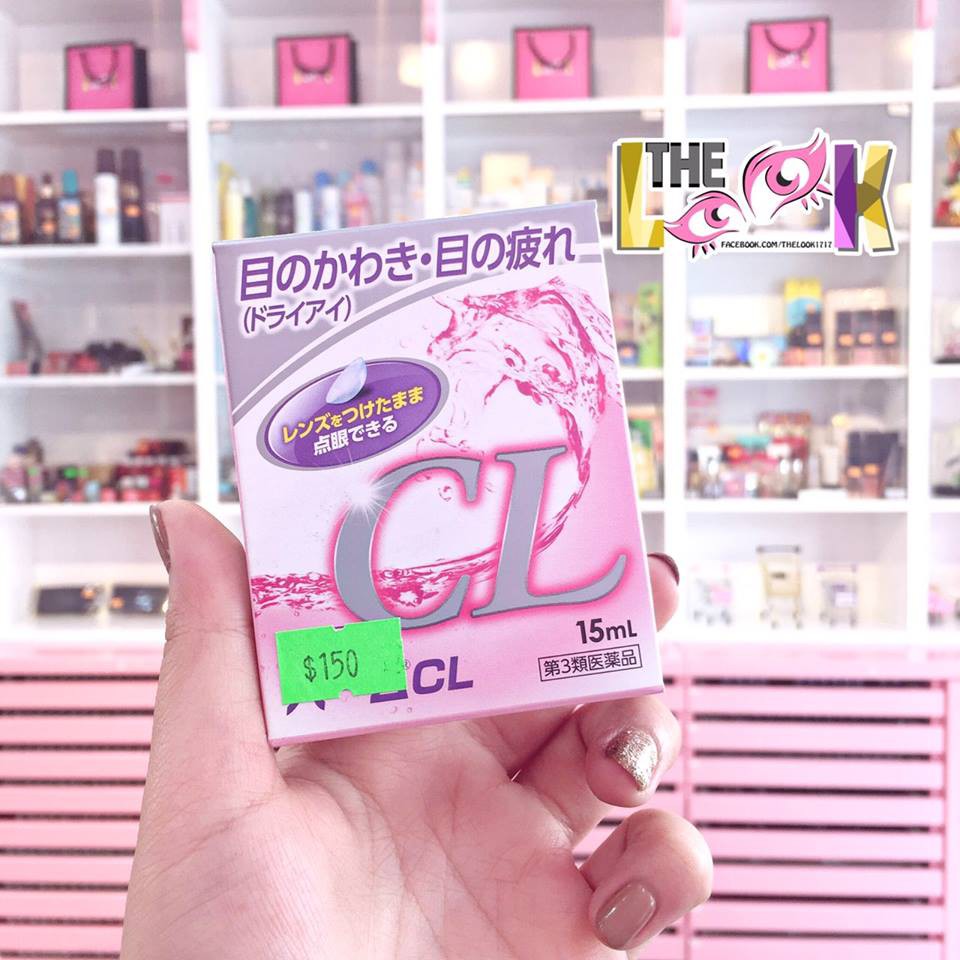 THE
LOOK
FACEBOOK.COM/THELOOK1717
目のかわき・目の疲れ
(ドライアイ)
レンズをつけたまま
点眼できる
CL
15mL
第3類医薬品
$150
CL